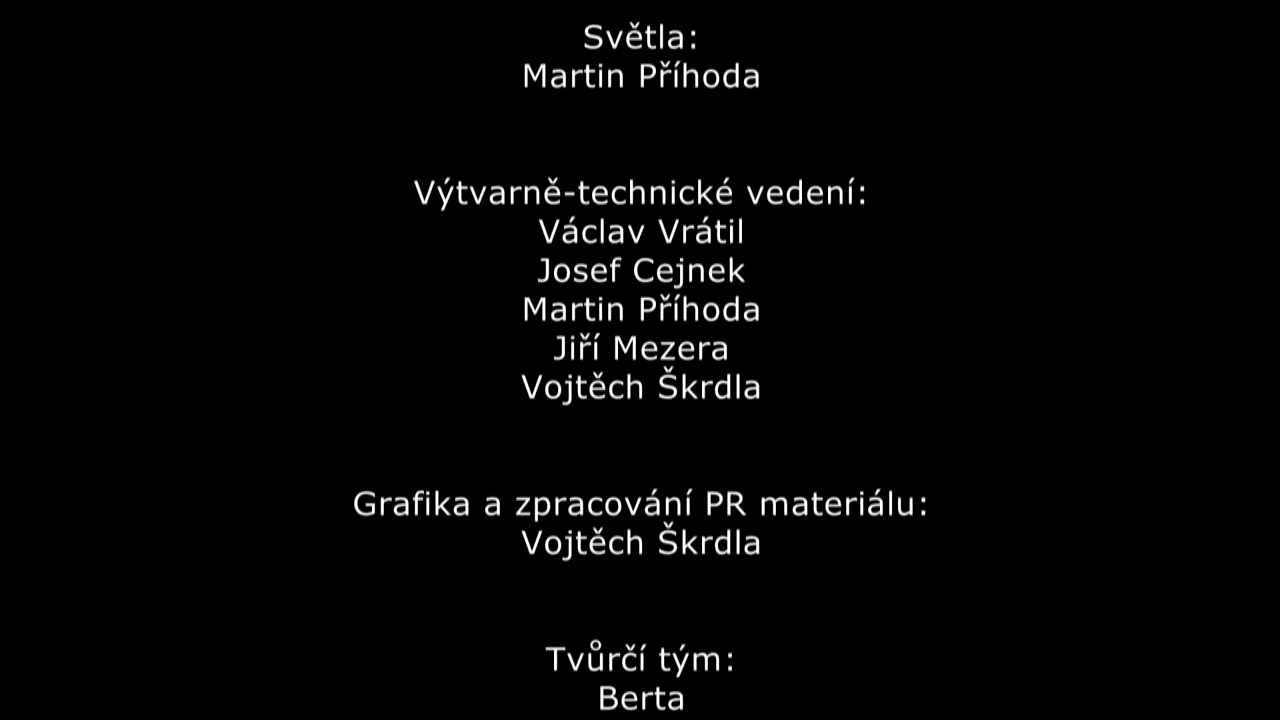 Světla:
Martin Příhoda
Výtvarně-technické vedení:
Václav Vrátil
Josef Cejnek
Martin Příhoda
Jiří Mezera
Vojtěch Škrdla
Grafika a zpracování PR materiálu:
Vojtěch Škrdla
Tvůrčí tým:
Berta